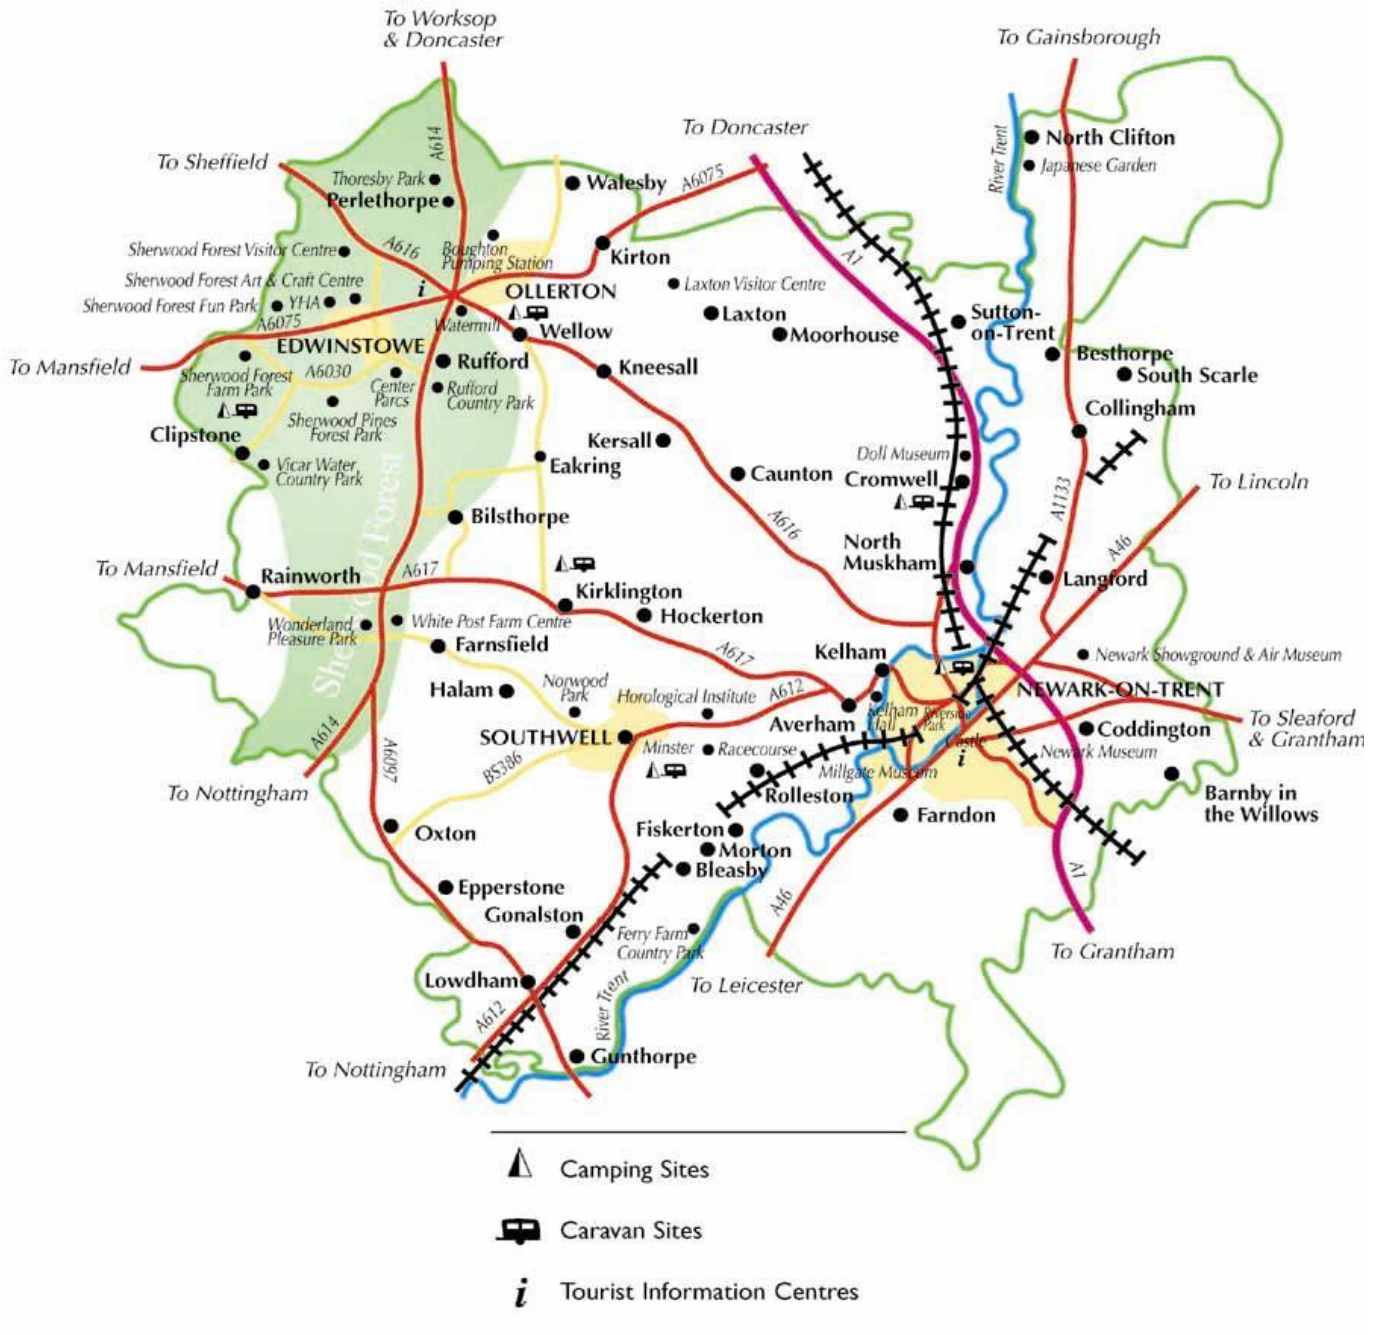 To Worksop
& Doncaster
To Gainsborough
To Doncaster
To Sheffield
A614
River Trent
North Clifton
Japanese Garden
Thoresby Park
Perlethorpe
Walesby
A6075
Sherwood Forest Visitor Centre
A616
Boughton
Pumping Station
Kirton
A1
Sherwood Forest Art & Craft Centre
i
OLLERTON
Laxton Visitor Centre
Sherwood Forest Fun Park
YHA
A6075
Watermill
Wellow
Laxton
Moorhouse
Sutton-
on-Trent
To Mansfield
EDWINSTOWE
Rufford
Kneesall
Besthorpe
South Scarle
Sherwood Forest
Farm Park
A6030
Center
Parcs
Rufford
Country Park
Collingham
Sherwood Pines
Forest Park
Clipstone
Kersall
Doll Museum
Vicar Water
Country Park
Eakring
Caunton
Cromwell
To Lincoln
A1133
Sherwood Forest
Bilsthorpe
A616
A46
North
Muskham
To Mansfield
Rainworth
A617
Kirklington
Langford
Hockerton
Wonderland
Pleasure Park
White Post Farm Centre
Farnsfield
A617
Kelham
Newark Showground & Air Museum
Halam
Norwood
Park
Horological Institute
A612
NEWARK-ON-TRENT
Averham
Kelham
Hall
Riverside
Park
To Sleaford
& Grantham
A614
A6097
SOUTHWELL
Minster
Racecourse
Castle
i
Coddington
Newark Museum
BS386
Millgate Museum
To Nottingham
Rolleston
Barnby in
the Willows
Oxton
Fiskerton
Farndon
Morton
Bleasby
A1
Epperstone
A46
Gonalston
Ferry Farm
Country Park
To Grantham
Lowdham
River Trent
To Leicester
A612
To Nottingham
Gunthorpe
Camping Sites
Caravan Sites
i Tourist Information Centres